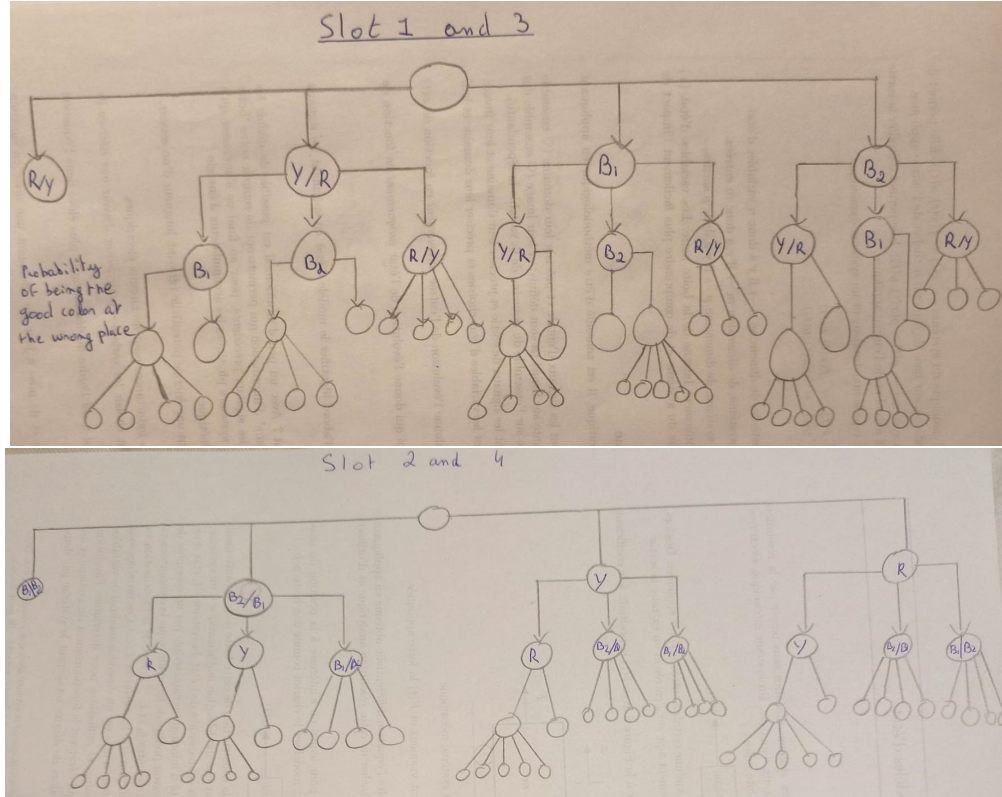 Slot 1 and 3
R/Y
Y/R
B1
B2
B1
B2
R/Y
Y/R
B2
R/Y
Y/R
B1
R/Y
Probability
of being the
good color at
the wrong place
Slot 2 and 4
B1/B2
B2/B1
Y
R
R
Y
B1/B2
R
B2/B1
B1/B2
Y
B2/B1
B1/B2